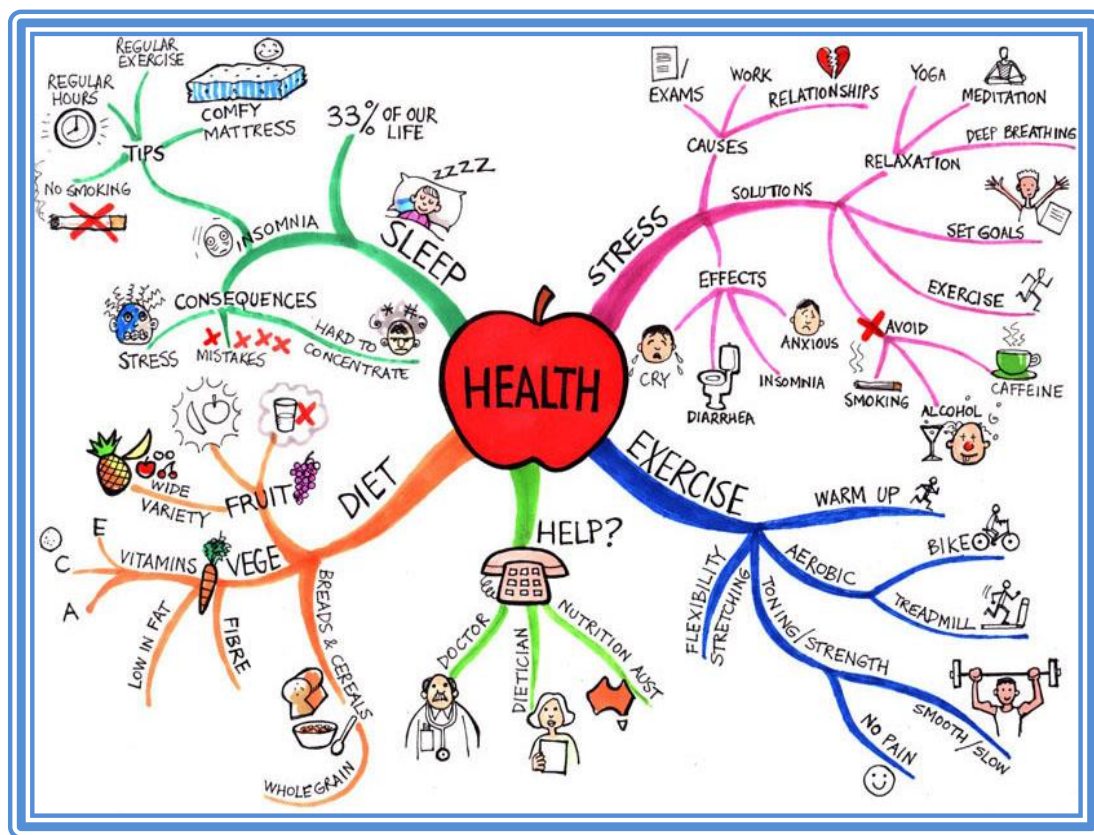 HEALTH
SLEEP
33% OF OUR
LIFE
ZZZZ
INSOMNIA
TIPS
REGULAR
EXERCISE
REGULAR
HOURS
COMFY
MATTRESS
NO SMOKING
CONSEQUENCES
STRESS
MISTAKES
HARD TO
CONCENTRATE
STRESS
CAUSES
EXAMS
WORK
RELATIONSHIPS
SOLUTIONS
RELAXATION
YOGA
MEDITATION
DEEP BREATHING
SET GOALS
EXERCISE
AVOID
SMOKING
ALCOHOL
CAFFEINE
EFFECTS
CRY
DIARRHEA
INSOMNIA
ANXIOUS
DIET
FRUIT
WIDE
VARIETY
VEGE
VITAMINS
E
C
A
LOW IN FAT
FIBRE
BREADS & CEREALS
WHOLEGRAIN
HELP?
DOCTOR
DIETICIAN
NUTRITION AUST
EXERCISE
WARM UP
AEROBIC
BIKE
TREADMILL
TONING/STRENGTH
SMOOTH/SLOW
NO PAIN
FLEXIBILITY
STRETCHING